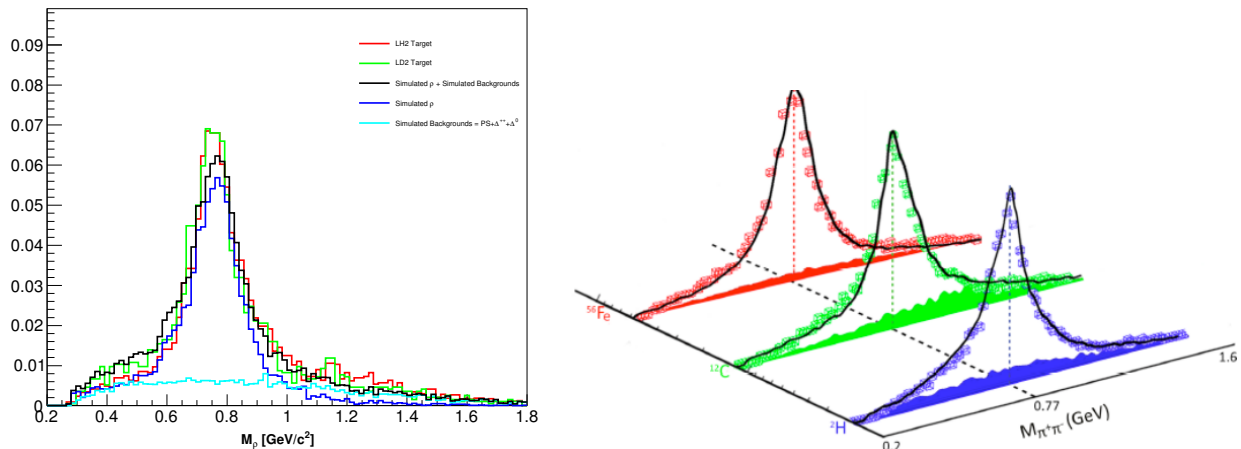 0.09
0.08
0.07
0.06
0.05
0.04
0.03
0.02
0.01
0
0.2 0.4 0.6 0.8 1 1.2 1.4 1.6 1.8
M_ρ [GeV/c²]
LH2 Target
LD2 Target
Simulated ρ + Simulated Backgrounds
Simulated ρ
Simulated Backgrounds = PS+Δ⁺⁺+Δ⁰
⁵⁶Fe
¹²C
²H
0.2
0.77
1.6
M_π⁺π⁻ (GeV)